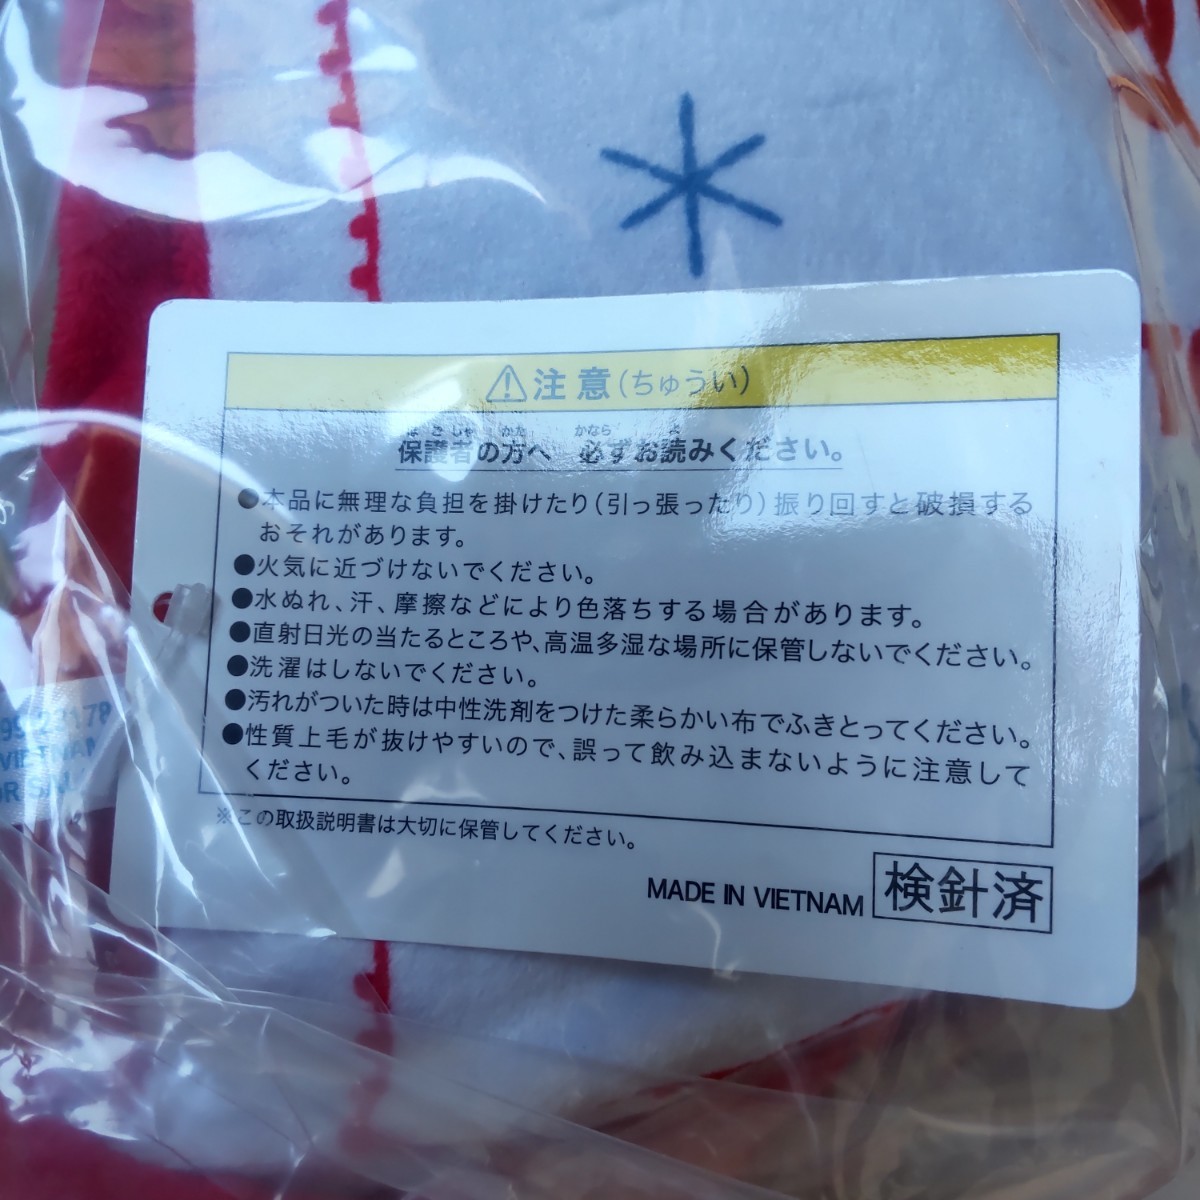 注意(ちゅうい)
保護者の方へ 必ずお読みください。
●本品に無理な負担を掛けたり(引っ張ったり)振り回すと破損する
おそれがあります。
●火気に近づけないでください。
●水ぬれ、汗、摩擦などにより色落ちする場合があります。
●直射日光の当たるところや、高温多湿な場所に保管しないでください。
●洗濯はしないでください。
●汚れがついた時は中性洗剤をつけた柔らかい布でふきとってください。
●性質上毛が抜けやすいので、誤って飲み込まないように注意して
ください。
※この取扱説明書は大切に保管してください。
MADE IN VIETNAM 検針済